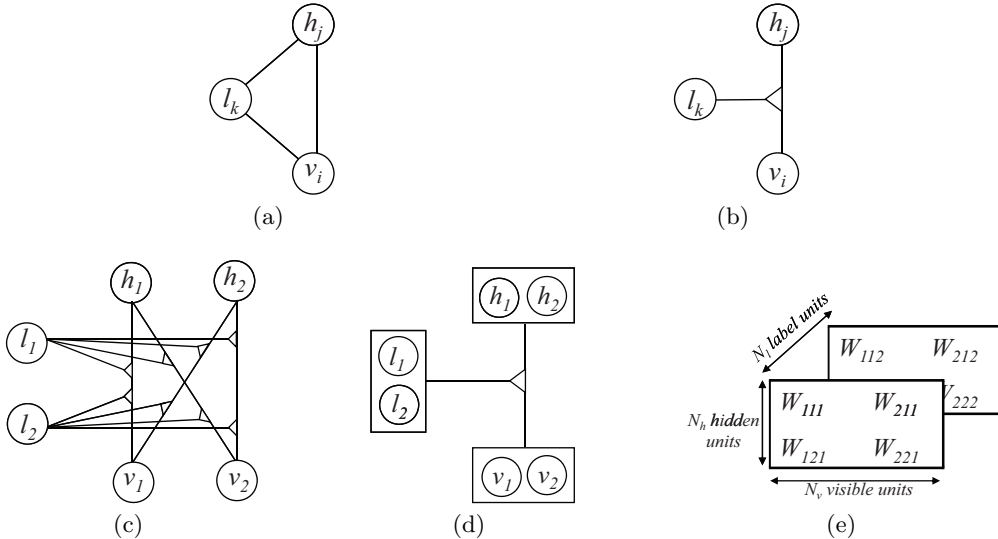 h_j
l_k
v_i
(a)
h_j
l_k
v_i
(b)
h_1 h_2
l_1
l_2
v_1 v_2
(c)
h_1 h_2
l_1
l_2
v_1 v_2
(d)
N_l label units
W_112 W_212
W_111 W_211
W_222
N_h hidden
units
W_121 W_221
N_v visible units
(e)